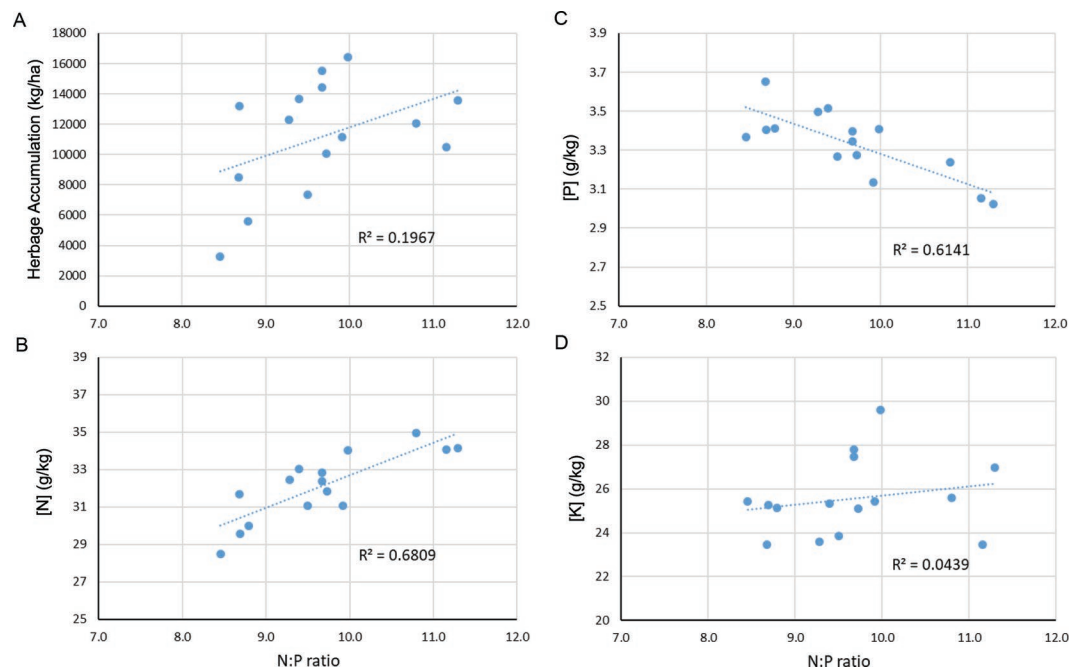 A
Herbage Accumulation (kg/ha)
18000
16000
14000
12000
10000
8000
6000
4000
2000
0
7.0 8.0 9.0 10.0 11.0 12.0
R² = 0.1967
B
[N] (g/kg)
39
37
35
33
31
29
27
25
7.0 8.0 9.0 10.0 11.0 12.0
R² = 0.6809
N:P ratio
C
[P] (g/kg)
3.9
3.7
3.5
3.3
3.1
2.9
2.7
2.5
7.0 8.0 9.0 10.0 11.0 12.0
R² = 0.6141
D
[K] (g/kg)
32
30
28
26
24
22
20
7.0 8.0 9.0 10.0 11.0 12.0
R² = 0.0439
N:P ratio